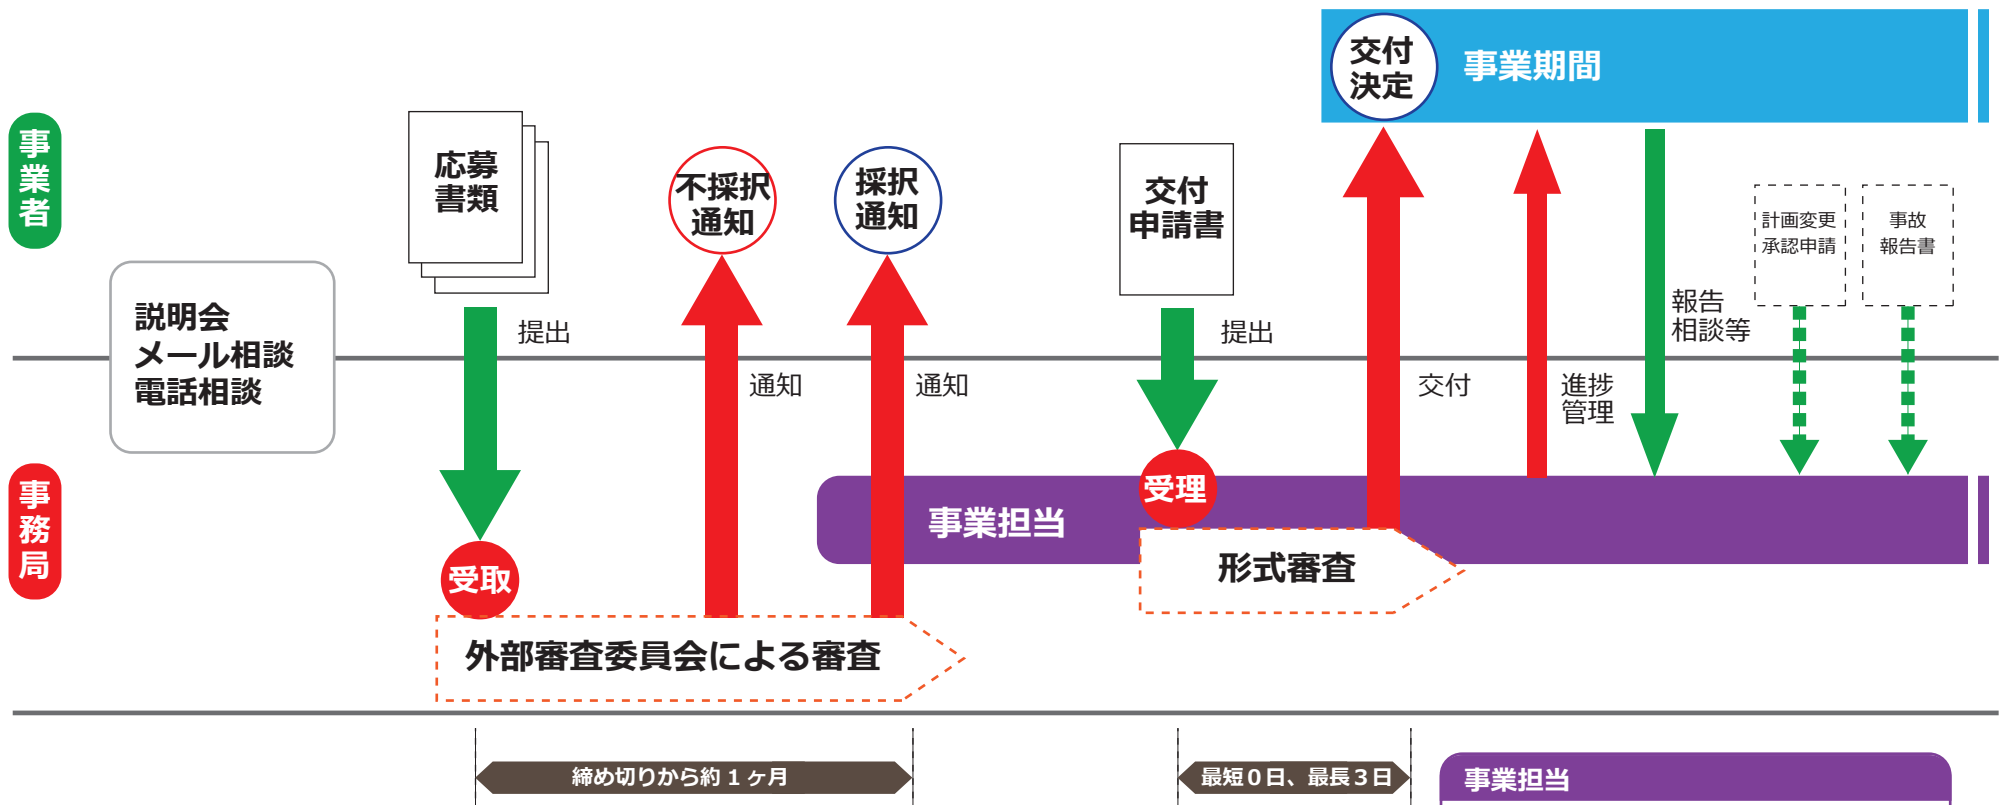 交付
決定
事業期間
事業者
応募
書類
不採択
通知
採択
通知
交付
申請書
計画変更
承認申請
事故
報告書
説明会
メール相談
電話相談
提出
提出
報告
相談等
通知
通知
交付
進捗
管理
事務局
受理
事業担当
形式審査
受取
外部審査委員会による審査
締め切りから約1ヶ月
最短0日、最長3日
事業担当